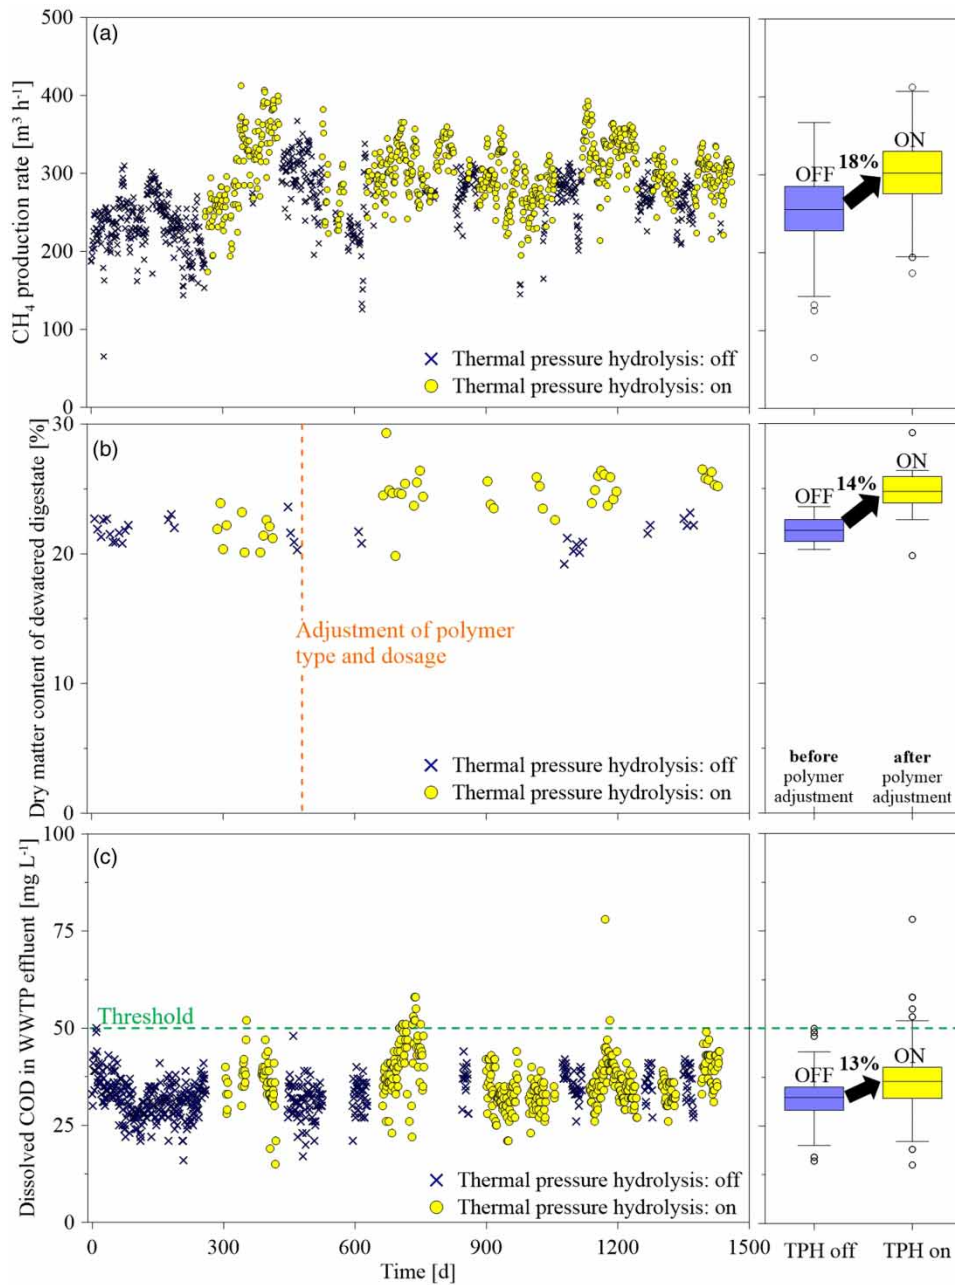 (a)
CH4 production rate [m³ h-¹]
500
400
300
200
100
0
Thermal pressure hydrolysis: off
Thermal pressure hydrolysis: on
OFF
18%
ON
(b)
Dry matter content of dewatered digestate [%]
30
20
10
0
Adjustment of polymer
type and dosage
Thermal pressure hydrolysis: off
Thermal pressure hydrolysis: on
OFF
14%
ON
before
polymer
adjustment
after
polymer
adjustment
(c)
Dissolved COD in WWTP effluent [mg L-¹]
100
75
50
25
0
Threshold
Thermal pressure hydrolysis: off
Thermal pressure hydrolysis: on
OFF
13%
ON
0
300
600
900
1200
1500
Time [d]
TPH off
TPH on